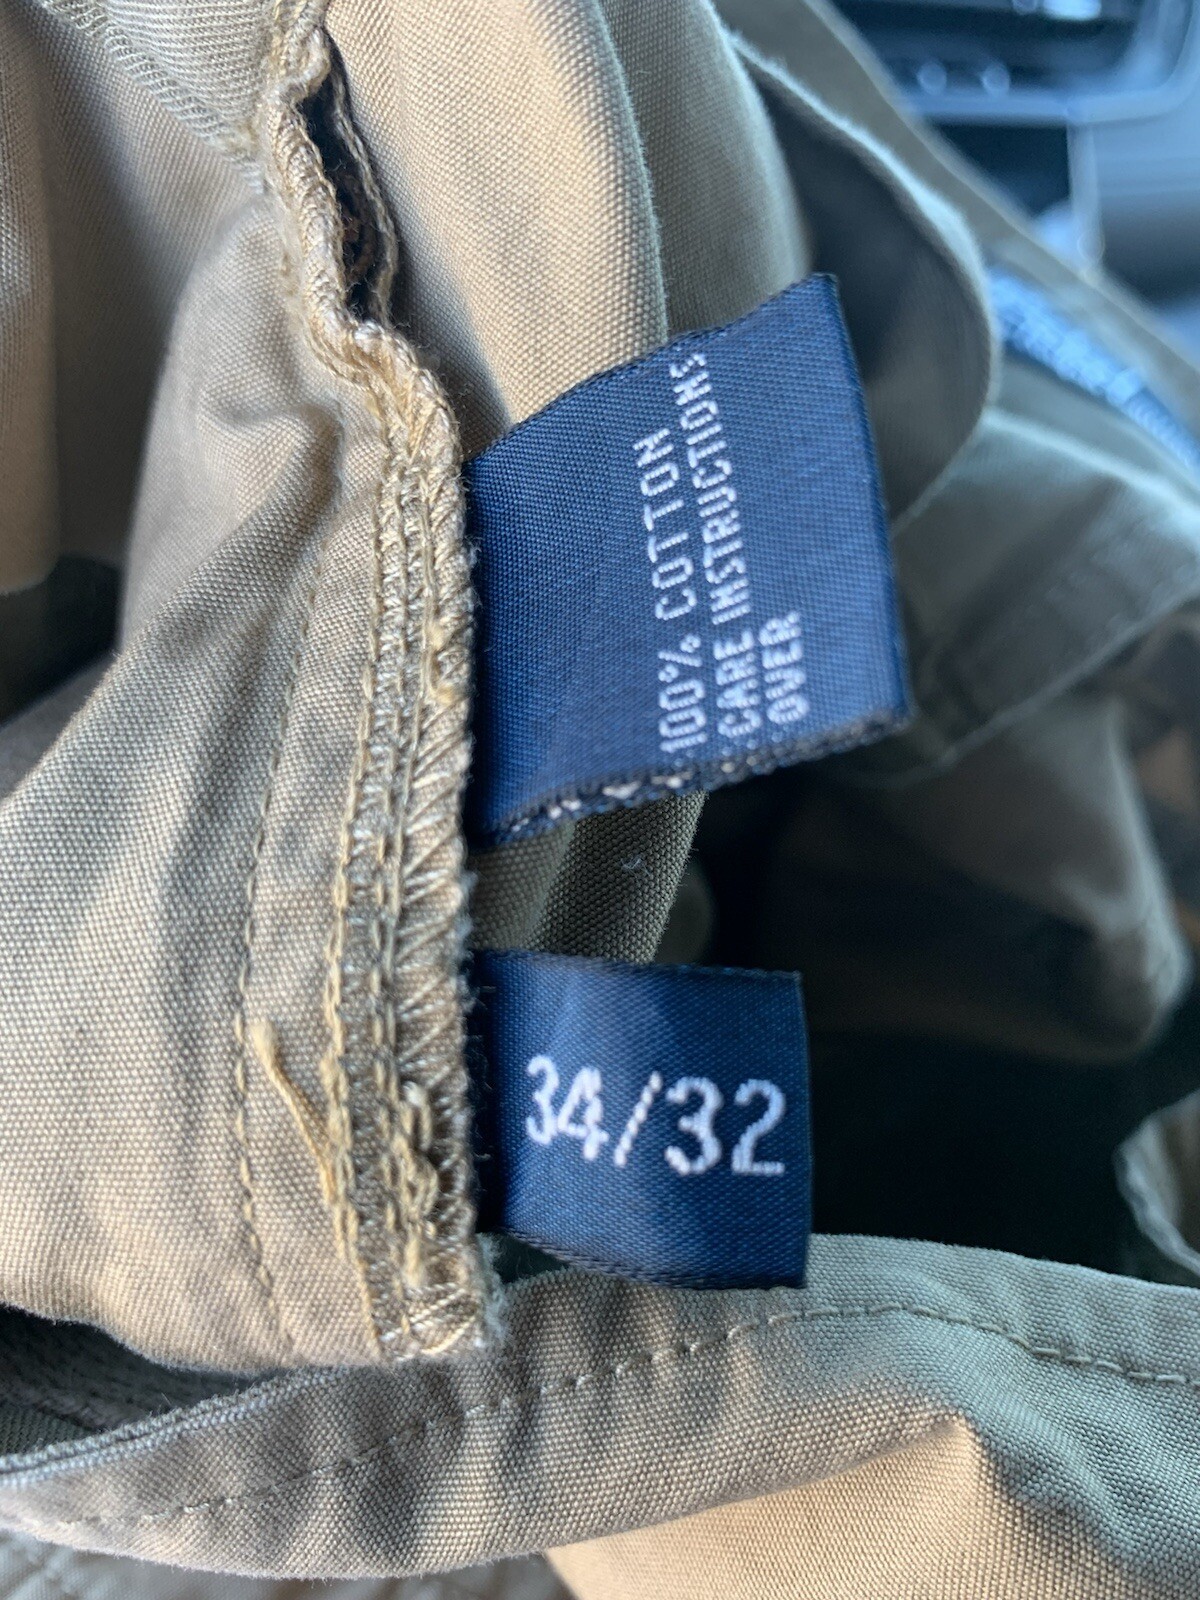 100% COTTON
CARE INSTRUCTIONS
OVER
34/32